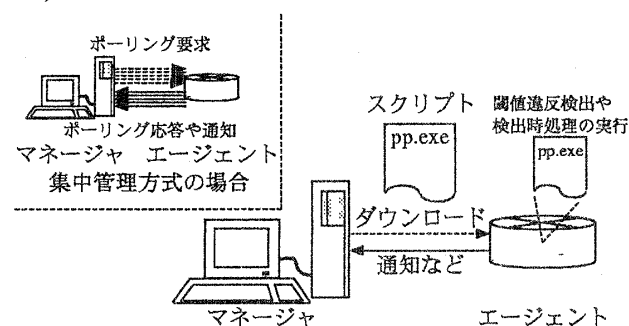 ポーリング要求
ポーリング応答や通知
マネージャ エージェント
集中管理方式の場合
スクリプト
pp.exe
閾値違反検出や
検出時処理の実行
pp.exe
ダウンロード
通知など
マネージャ
エージェント